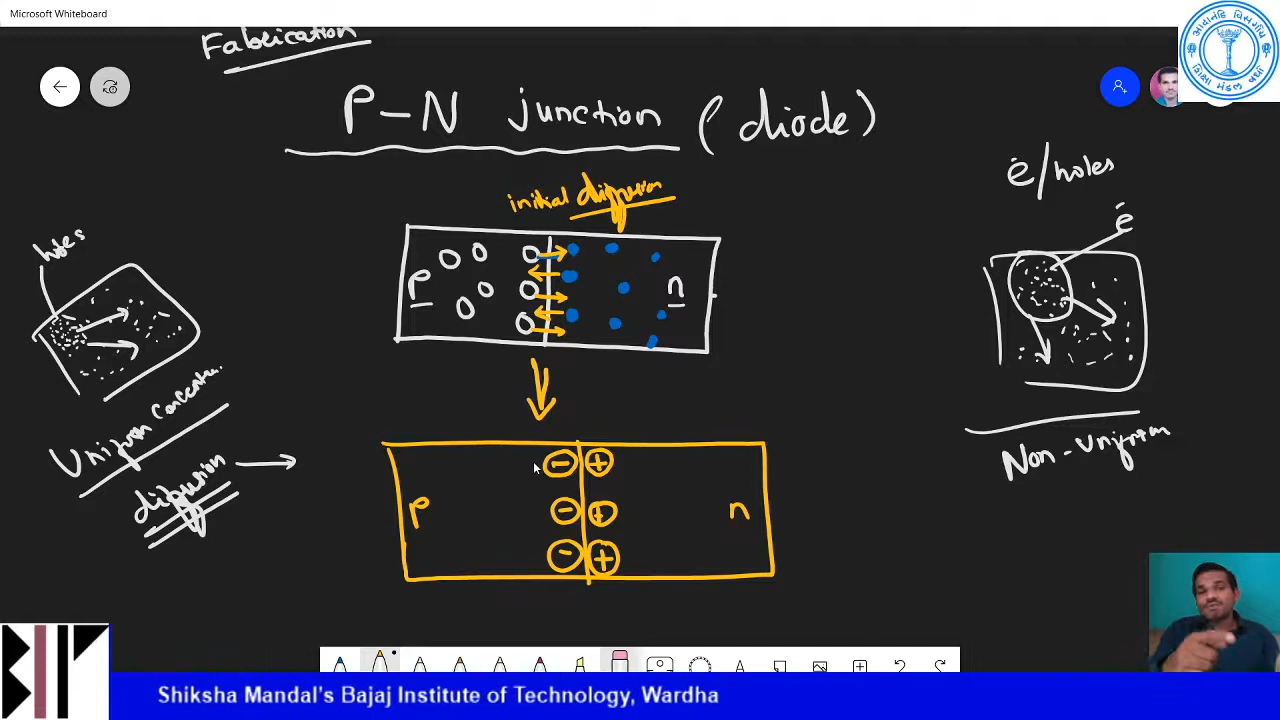 Microsoft Whiteboard
Fabrication
P-N junction (diode)
initial diffusion
p
n
p
n
holes
Uniform
diffusion
e/holes
e
Non-Uniform
Shiksha Mandal's Bajaj Institute of Technology, Wardha